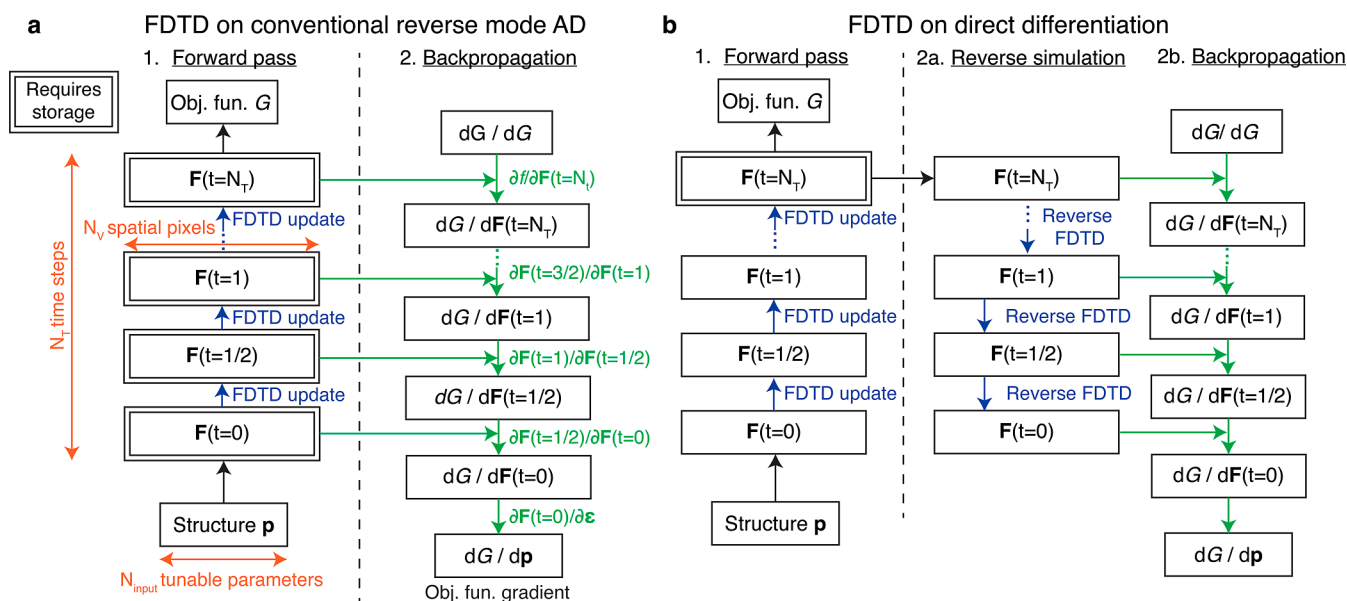 a FDTD on conventional reverse mode AD
1. Forward pass
2. Backpropagation
Requires
storage
Obj. fun. G
dG / dG
F(t=N_T)
∂f/∂F(t=N_t)
FDTD update
dG / dF(t=N_T)
N_V spatial pixels
F(t=1)
∂F(t=3/2)/∂F(t=1)
N_T time steps
FDTD update
dG / dF(t=1)
F(t=1/2)
∂F(t=1)/∂F(t=1/2)
FDTD update
dG / dF(t=1/2)
F(t=0)
∂F(t=1/2)/∂F(t=0)
dG / dF(t=0)
Structure p
∂F(t=0)/∂ε
dG / dp
N_input tunable parameters
Obj. fun. gradient
b FDTD on direct differentiation
1. Forward pass
2a. Reverse simulation
2b. Backpropagation
Obj. fun. G
dG/ dG
F(t=N_T)
F(t=N_T)
FDTD update
Reverse
FDTD
dG / dF(t=N_T)
F(t=1)
F(t=1)
FDTD update
Reverse FDTD
dG / dF(t=1)
F(t=1/2)
F(t=1/2)
FDTD update
Reverse FDTD
dG / dF(t=1/2)
F(t=0)
F(t=0)
dG / dF(t=0)
Structure p
dG / dp